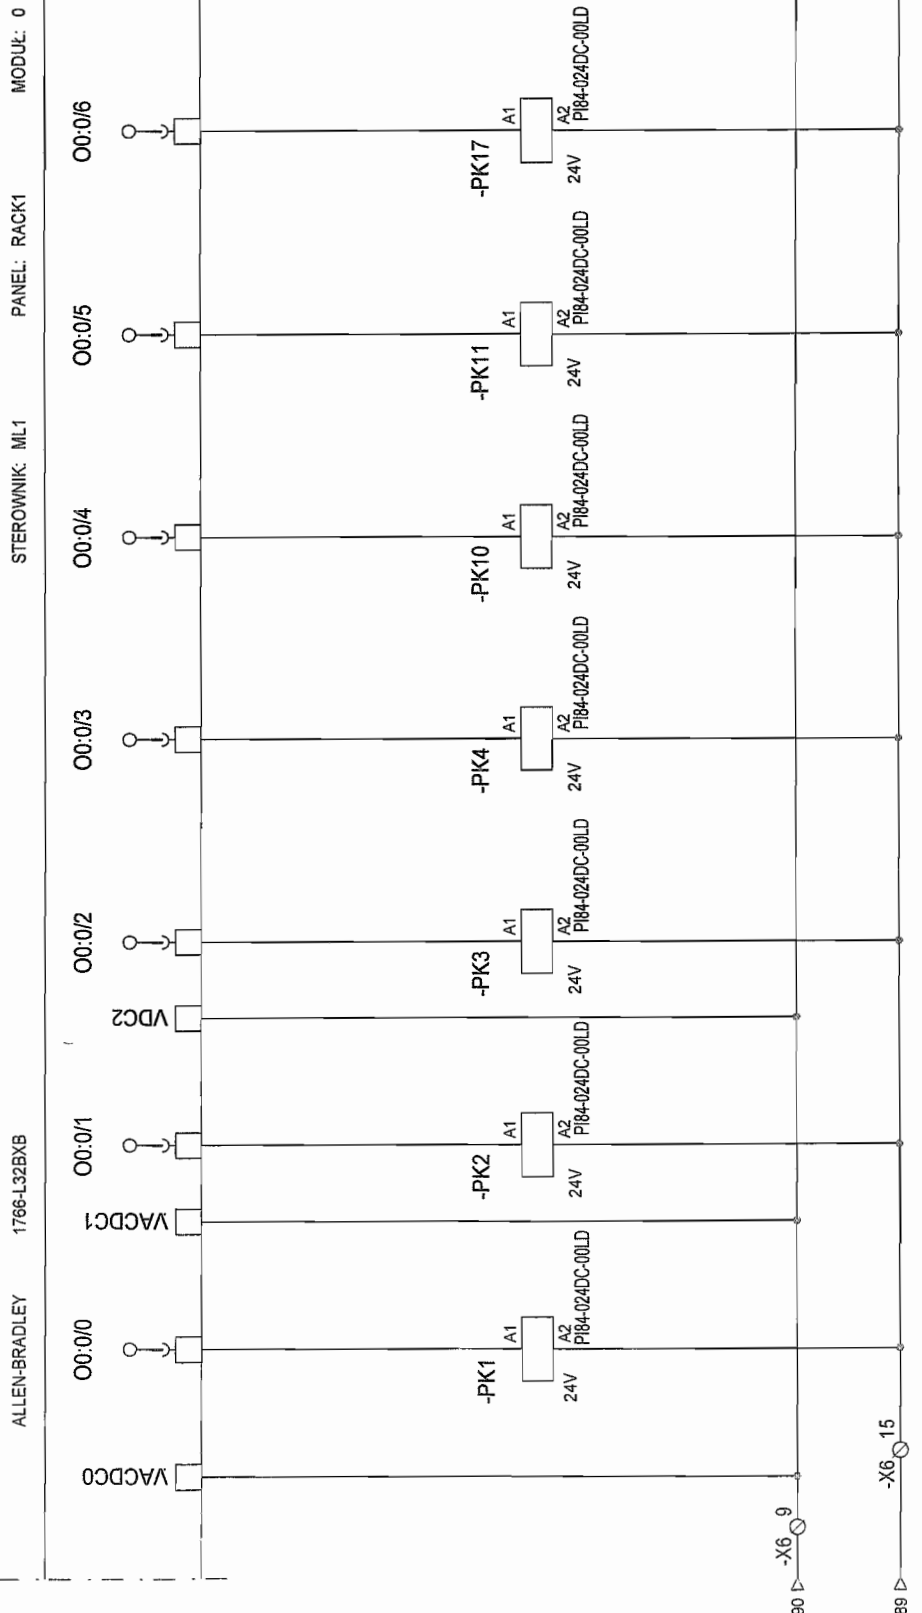 ALLEN-BRADLEY 1766-L32BXB STEROWNIK: ML1 PANEL: RACK1 MODUŁ: 0
VACDC0
O0:0/0
VACDC1
O0:0/1
VDC2
O0:0/2
O0:0/3
O0:0/4
O0:0/5
O0:0/6
-PK1
A1
A2
24V
PI84-024DC-00LD
-PK2
A1
A2
24V
PI84-024DC-00LD
-PK3
A1
A2
24V
PI84-024DC-00LD
-PK4
A1
A2
24V
PI84-024DC-00LD
-PK10
A1
A2
24V
PI84-024DC-00LD
-PK11
A1
A2
24V
PI84-024DC-00LD
-PK17
A1
A2
24V
PI84-024DC-00LD
90
-X6 9
89
-X6 15